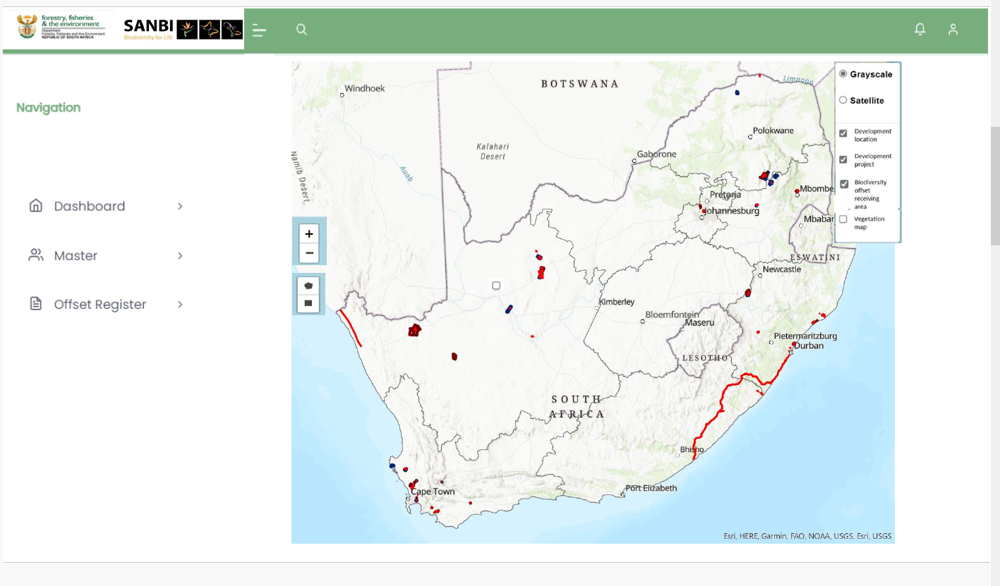 forestry, fisheries
& the environment
Department:
Forestry, Fisheries and the Environment
REPUBLIC OF SOUTH AFRICA
SANBI
Biodiversity for Life
Navigation
Dashboard
Master
Offset Register
Windhoek
BOTSWANA
Limpopo
Polokwane
Kalahari
Desert
Gaborone
Namib Desert
Auob
Pretoria
Mbombe
Johannesburg
Mbabar
ESWATINI
Newcastle
Kimberley
Bloemfontein
Maseru
Pietermaritzburg
Durban
LESOTHO
SOUTH
AFRICA
Bhisho
Cape Town
Port Elizabeth
Grayscale
Satellite
Development
location
Development
project
Biodiversity
offset
receiving
area
Vegetation
map
+
−
Esri, HERE, Garmin, FAO, NOAA, USGS, Esri, USGS